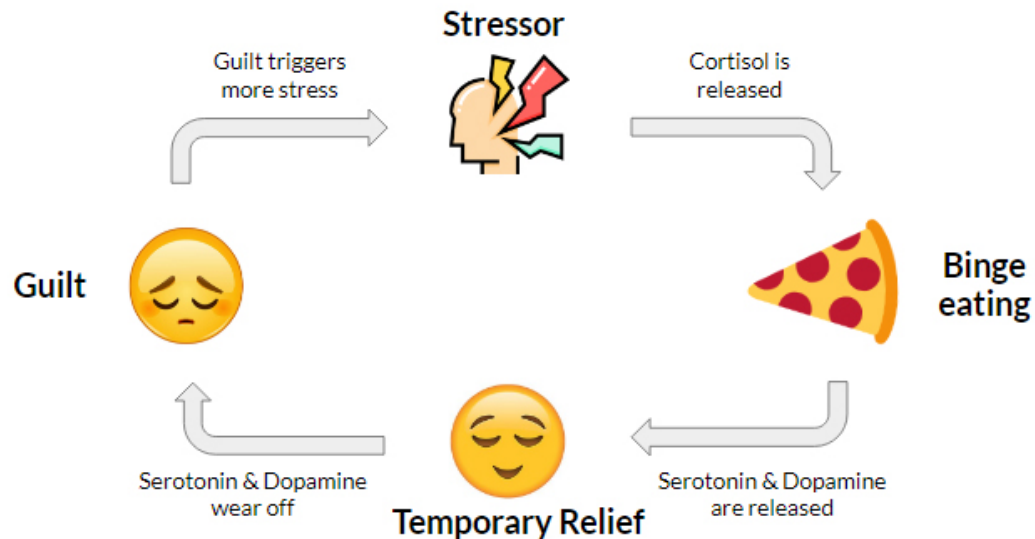 Stressor
Guilt triggers
more stress
Cortisol is
released
Guilt
Binge
eating
Serotonin & Dopamine
wear off
Serotonin & Dopamine
are released
Temporary Relief